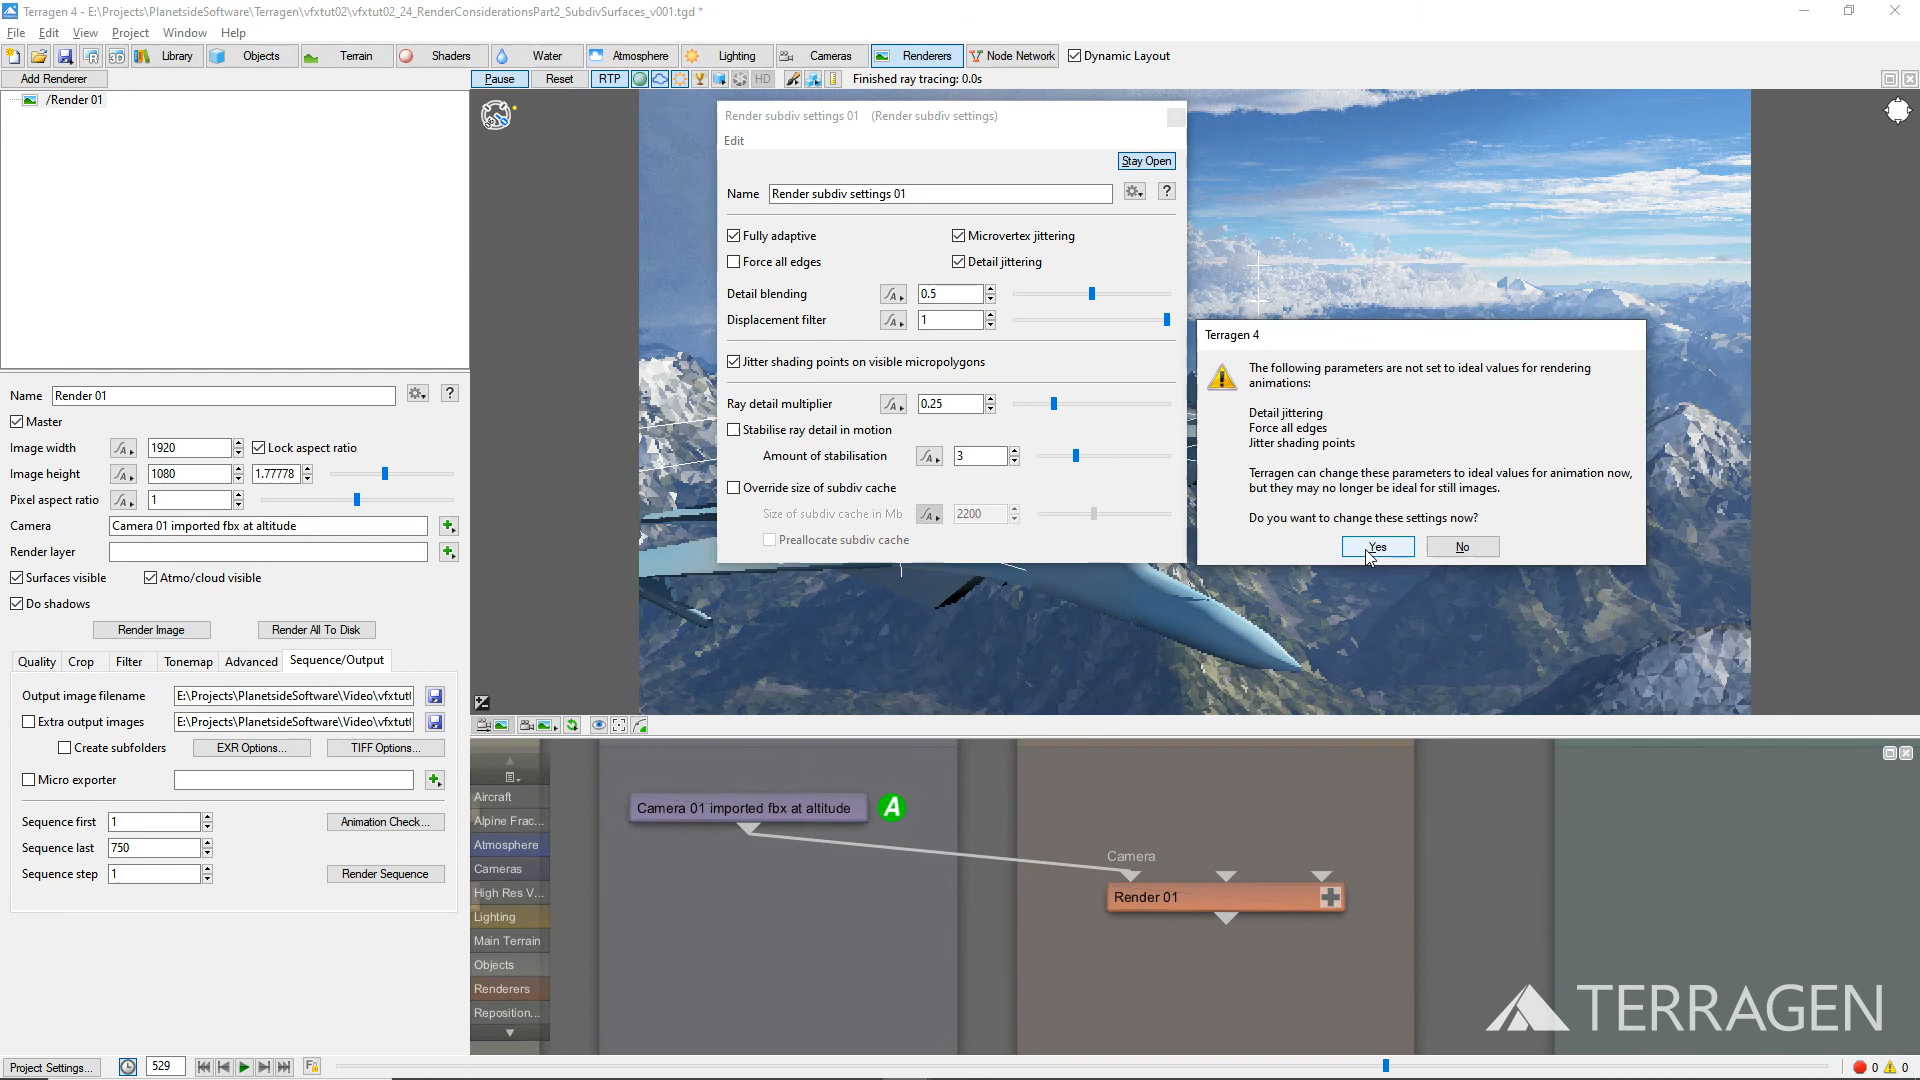 Terragen 4 - E:\Projects\PlanetsideSoftware\Terragen\vfxtut02\vfxtut02_24_RenderConsiderationsPart2_SubdivSurfaces_v001.tgd *
File Edit View Project Window Help
Library Objects Terrain Shaders Water Atmosphere Lighting Cameras Renderers Node Network Dynamic Layout
Add Renderer Pause Reset RTP HD Finished ray tracing: 0.0s
/Render 01
Render subdiv settings 01 (Render subdiv settings)
Edit
Stay Open
Name Render subdiv settings 01 ?
Fully adaptive Microvertex jittering
Force all edges Detail jittering
Detail blending 0.5
Displacement filter 1
Jitter shading points on visible micropolygons
Ray detail multiplier 0.25
Stabilise ray detail in motion
Amount of stabilisation 3
Override size of subdiv cache
Size of subdiv cache in Mb 2200
Preallocate subdiv cache
Terragen 4
The following parameters are not set to ideal values for rendering
animations:
Detail jittering
Force all edges
Jitter shading points
Terragen can change these parameters to ideal values for animation now,
but they may no longer be ideal for still images.
Do you want to change these settings now?
Yes No
Name Render 01 ?
Master
Image width 1920 Lock aspect ratio
Image height 1080 1.77778
Pixel aspect ratio 1
Camera Camera 01 imported fbx at altitude
Render layer
Surfaces visible Atmo/cloud visible
Do shadows
Render Image Render All To Disk
Quality Crop Filter Tonemap Advanced Sequence/Output
Output image filename E:\Projects\PlanetsideSoftware\Video\vfxtut
Extra output images E:\Projects\PlanetsideSoftware\Video\vfxtut
Create subfolders EXR Options... TIFF Options...
Micro exporter
Sequence first 1 Animation Check...
Sequence last 750
Sequence step 1 Render Sequence
Aircraft
Alpine Frac...
Atmosphere
Cameras
High Res V...
Lighting
Main Terrain
Objects
Renderers
Reposition...
Camera 01 imported fbx at altitude A
Camera
Render 01
TERRAGEN
Project Settings... 529 0 0